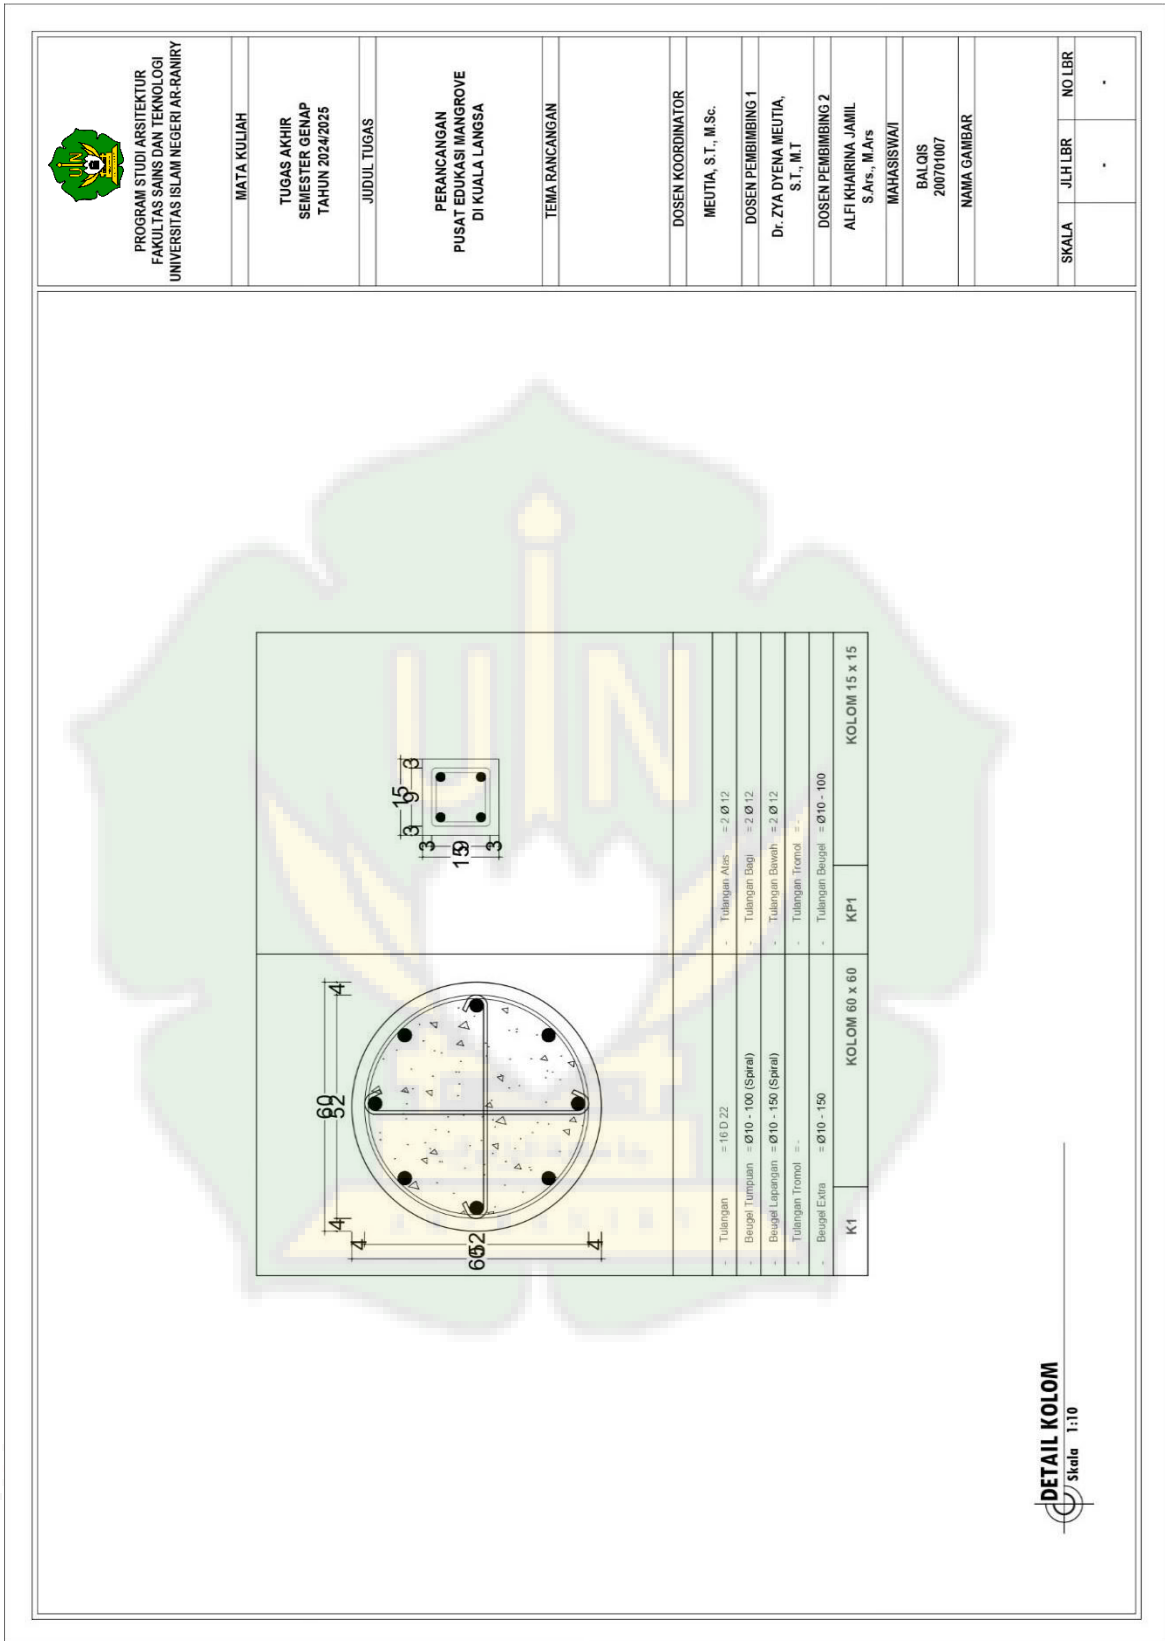 UIN
PROGRAM STUDI ARSITEKTUR
FAKULTAS SAINS DAN TEKNOLOGI
UNIVERSITAS ISLAM NEGERI AR-RANIRY
MATA KULIAH
TUGAS AKHIR
SEMESTER GENAP
TAHUN 2024/2025
JUDUL TUGAS
PERANCANGAN
PUSAT EDUKASI MANGROVE
DI KUALA LANGSA
TEMA RANCANGAN
DOSEN KOORDINATOR
MEUTIA, S.T., M.Sc.
DOSEN PEMBIMBING 1
Dr. ZYA DYENA MEUTIA,
S.T., M.T
DOSEN PEMBIMBING 2
ALFI KHAIRINA JAMIL
S.Ars., M.Ars
MAHASISWA/I
BALQIS
200701007
NAMA GAMBAR
SKALA JLH LBR NO LBR
- -
UIN
60
4 52 4
60
4 52 4
15
3 9 3
15
3 9 3
- Tulangan = 16 D 22
- Beugel Tumpuan = Ø10 - 100 (Spiral)
- Beugel Lapangan = Ø10 - 150 (Spiral)
- Tulangan Tromol = -
- Beugel Extra = Ø10 - 150
K1 KOLOM 60 x 60
- Tulangan Atas = 2 Ø 12
- Tulangan Bagi = 2 Ø 12
- Tulangan Bawah = 2 Ø 12
- Tulangan Tromol = -
- Tulangan Beugel = Ø10 - 100
KP1 KOLOM 15 x 15
DETAIL KOLOM
Skala 1:10